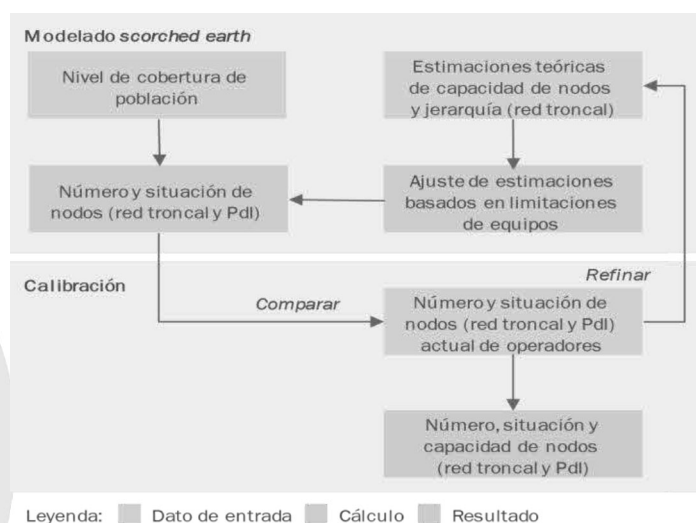 Modelado scorched earth
Nivel de cobertura de
población
Estimaciones teóricas
de capacidad de nodos
y jerarquía (red troncal)
Número y situación de
nodos (red troncal y PdI)
Ajuste de estimaciones
basados en limitaciones
de equipos
Calibración
Comparar
Refinar
Número y situación de
nodos (red troncal y PdI)
actual de operadores
Número, situación y
capacidad de nodos
(red troncal y PdI)
Leyenda: Dato de entrada Cálculo Resultado